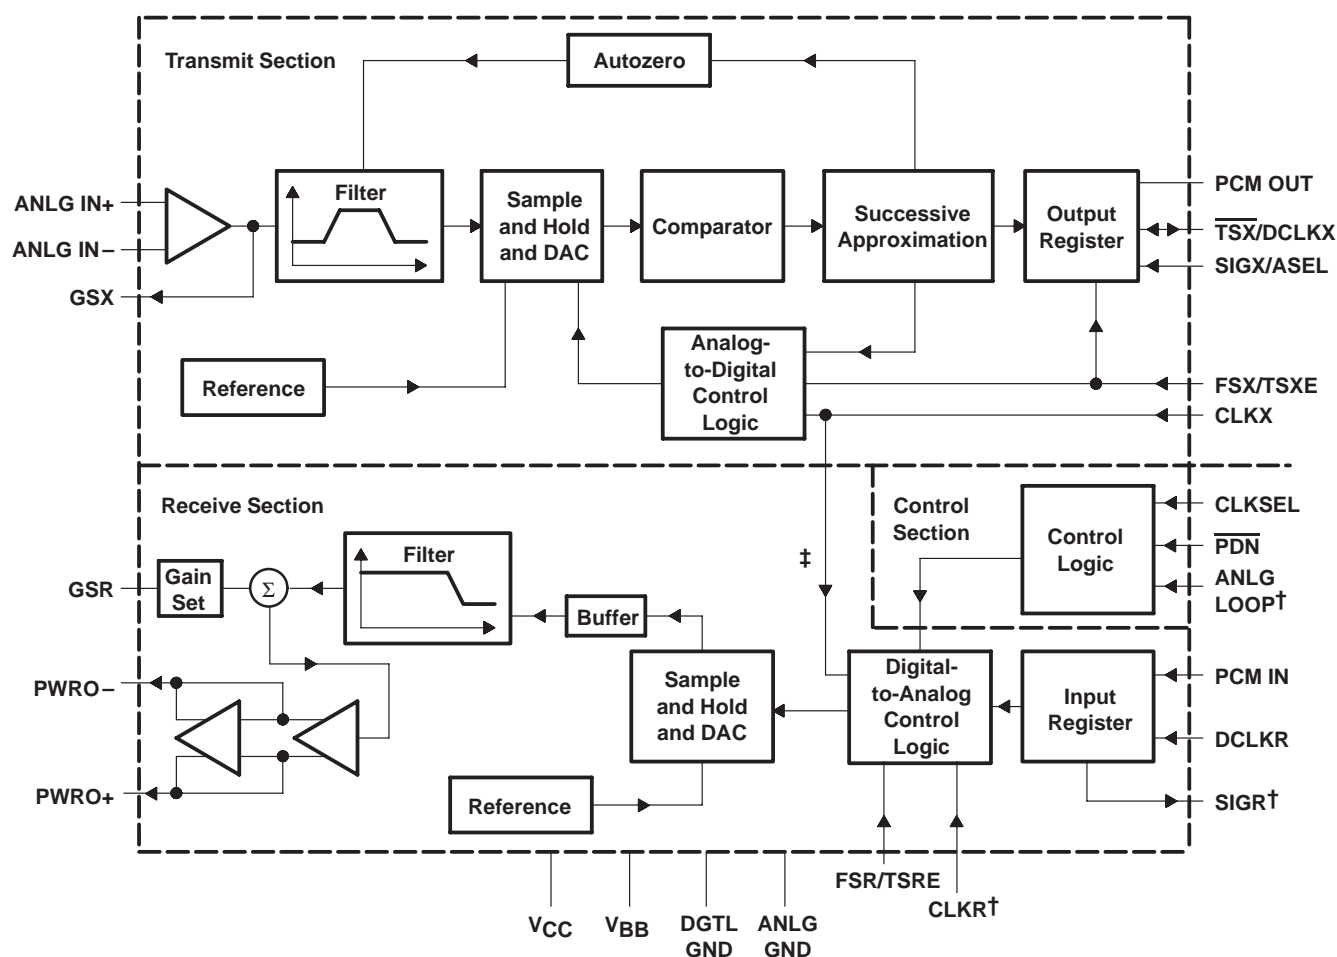 Transmit Section
Autozero
ANLG IN+
ANLG IN–
GSX
Filter
Sample
and Hold
and DAC
Comparator
Successive
Approximation
Output
Register
PCM OUT
T̅S̅X̅/DCLKX
SIGX/ASEL
Reference
Analog-
to-Digital
Control
Logic
FSX/TSXE
CLKX
Receive Section
Control
Section
Control
Logic
CLKSEL
P̅D̅N̅
ANLG
LOOP†
‡
GSR
Gain
Set
Σ
Filter
Buffer
PWRO–
PWRO+
Sample
and Hold
and DAC
Digital-
to-Analog
Control
Logic
Input
Register
PCM IN
DCLKR
SIGR†
Reference
VCC
VBB
DGTL
GND
ANLG
GND
FSR/TSRE
CLKR†